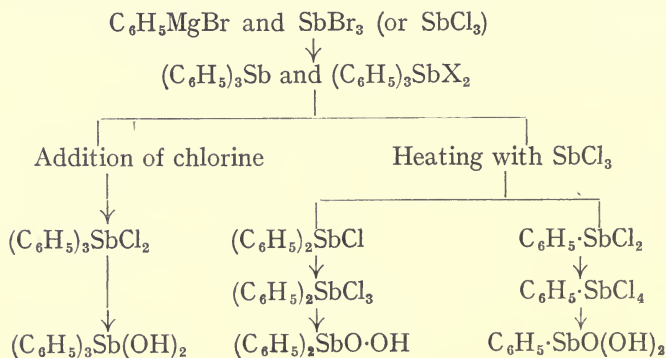 C₆H₅MgBr and SbBr₃ (or SbCl₃)
(C₆H₅)₃Sb and (C₆H₅)₃SbX₂
Addition of chlorine Heating with SbCl₃
(C₆H₅)₃SbCl₂ (C₆H₅)₂SbCl C₆H₅·SbCl₂
(C₆H₅)₂SbCl₃ C₆H₅·SbCl₄
(C₆H₅)₃Sb(OH)₂ (C₆H₅)₂SbO·OH C₆H₅·SbO(OH)₂